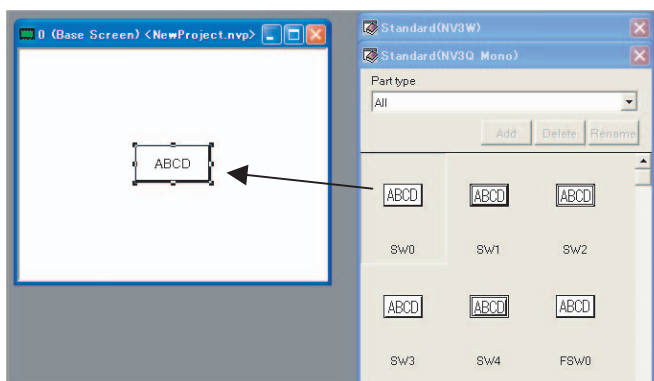 0 (Base Screen) <NewProject.nvp>
ABCD
Standard(NV3W)
Standard(NV3Q Mono)
Part type
All
Add Delete Rename
ABCD ABCD ABCD
SW0 SW1 SW2
ABCD ABCD ABCD
SW3 SW4 FSW0